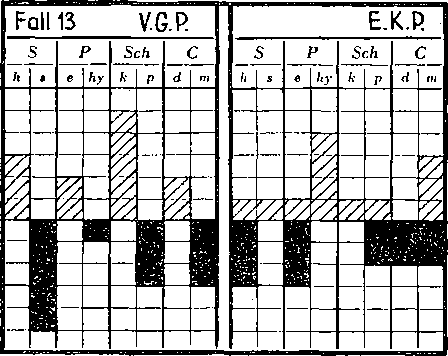 Fall 13 V.G.P. E.K.P.
S P Sch C S P Sch C
h s e hy k p d m h s e hy k p d m